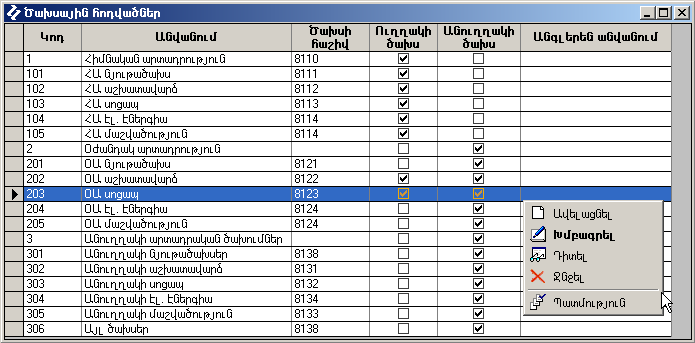 Ծախսային հոդվածներ
Կոդ Անվանում Ծախսի հաշիվ Ուղղակի ծախս Անուղղակի ծախս Անգլերեն անվանում
1 Հիմնական արտադրություն 8110
101 ՀԱ նյութածախս 8111
102 ՀԱ աշխատավարձ 8112
103 ՀԱ սոցապ 8113
104 ՀԱ էլ. էներգիա 8114
105 ՀԱ մաշվածություն 8114
2 Օժանդակ արտադրություն
201 ՕԱ նյութածախս 8121
202 ՕԱ աշխատավարձ 8122
203 ՕԱ սոցապ 8123
204 ՕԱ էլ. էներգիա 8124
205 ՕԱ մաշվածություն 8124
3 Անուղղակի արտադրական ծախումներ
301 Անուղղակի նյութածախսեր 8138
302 Անուղղակի աշխատավարձ 8131
303 Անուղղակի սոցապ 8132
304 Անուղղակի էլ. էներգիա 8134
305 Անուղղակի մաշվածություն 8133
306 Այլ ծախսեր 8138
Ավելացնել
Խմբագրել
Դիտել
Ջնջել
Պատմություն